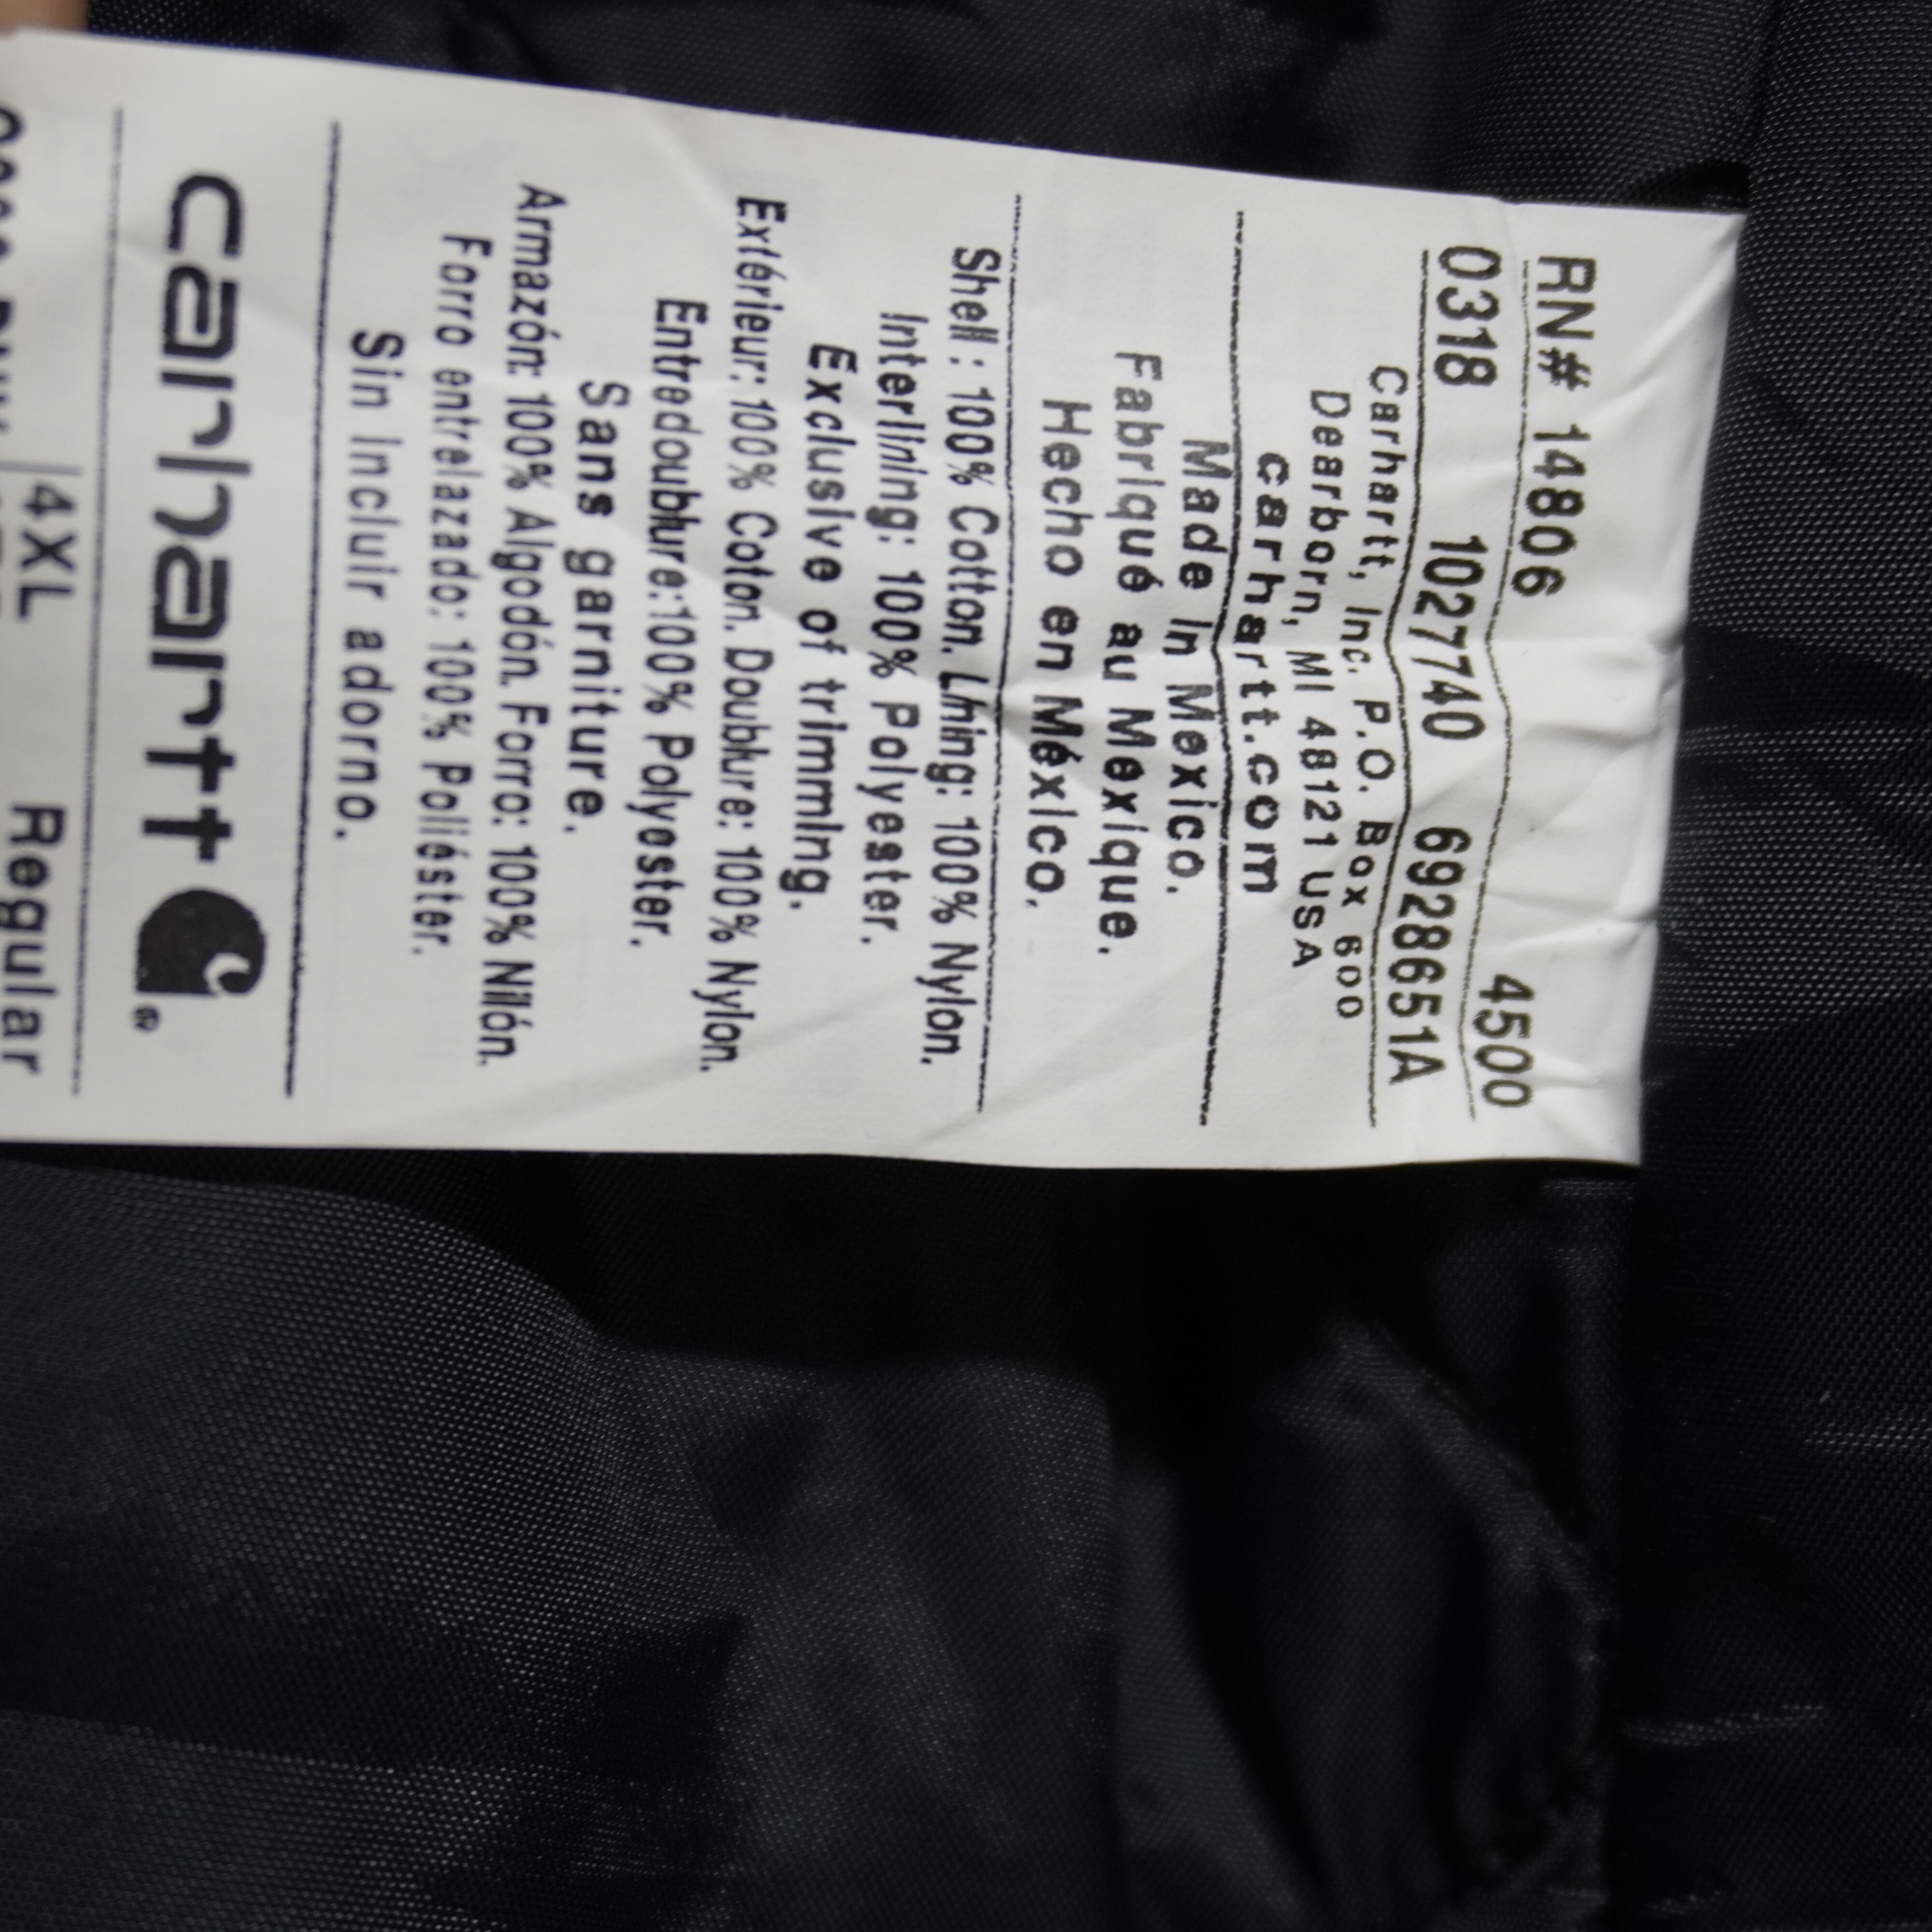 RN# 14806 4500
0318 1027740 6928651A
Carhartt, Inc. P.O. Box 600
Dearborn, MI 48121 USA
carhartt.com
Made In Mexico.
Fabriqué au Mexique.
Hecho en México.
Shell: 100% Cotton. Lining: 100% Nylon.
Interlining: 100% Polyester.
Exclusive of trimming.
Extérieur: 100% Coton. Doublure: 100% Nylon.
Entredoublure:100% Polyester.
Sans garniture.
Armazón: 100% Algodón. Forro: 100% Nilón.
Forro entrelazado: 100% Poliéster.
Sin Incluir adorno.
carhartt ®
4XL Regular